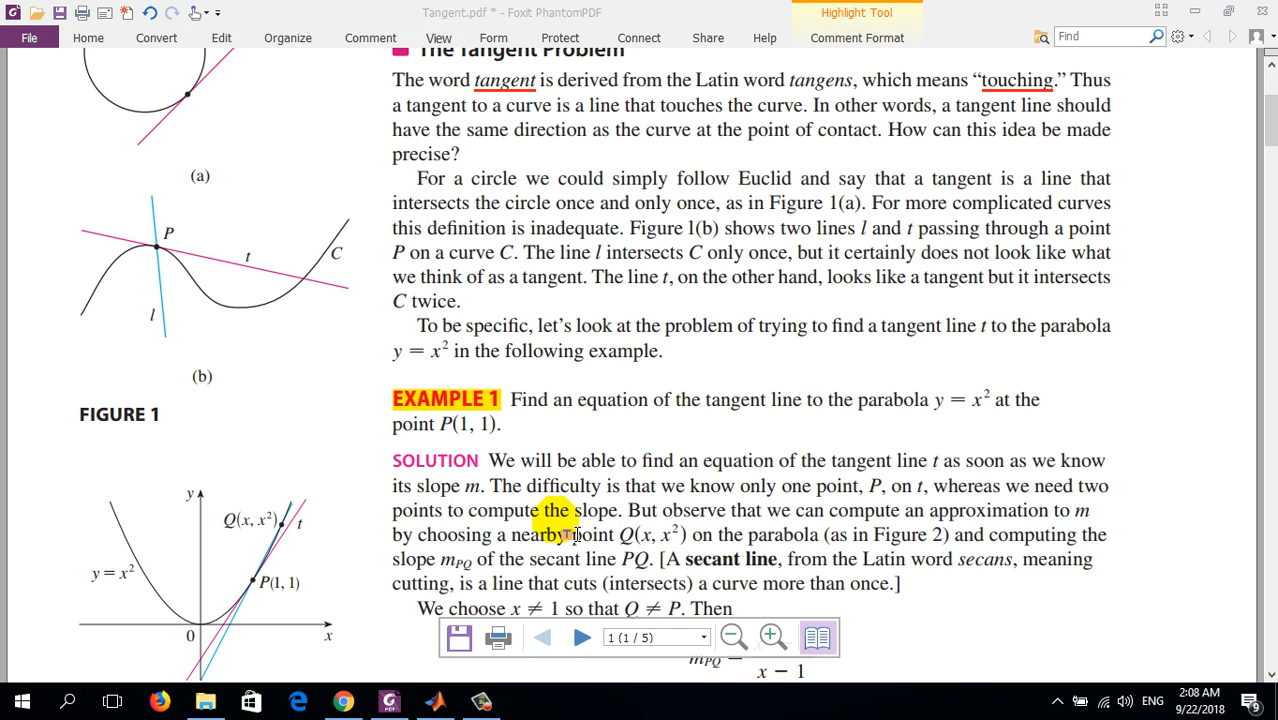 Tangent.pdf * - Foxit PhantomPDF
Highlight Tool
File Home Convert Edit Organize Comment View Form Protect Connect Share Help Comment Format Find
The Tangent Problem
The word tangent is derived from the Latin word tangens, which means “touching.” Thus
a tangent to a curve is a line that touches the curve. In other words, a tangent line should
have the same direction as the curve at the point of contact. How can this idea be made
precise?
For a circle we could simply follow Euclid and say that a tangent is a line that
intersects the circle once and only once, as in Figure 1(a). For more complicated curves
this definition is inadequate. Figure l(b) shows two lines l and t passing through a point
P on a curve C. The line l intersects C only once, but it certainly does not look like what
we think of as a tangent. The line t, on the other hand, looks like a tangent but it intersects
C twice.
To be specific, let’s look at the problem of trying to find a tangent line t to the parabola
y = x² in the following example.
EXAMPLE 1 Find an equation of the tangent line to the parabola y = x² at the
point P(1, 1).
SOLUTION We will be able to find an equation of the tangent line t as soon as we know
its slope m. The difficulty is that we know only one point, P, on t, whereas we need two
points to compute the slope. But observe that we can compute an approximation to m
by choosing a nearby point Q(x, x²) on the parabola (as in Figure 2) and computing the
slope mPQ of the secant line PQ. [A secant line, from the Latin word secans, meaning
cutting, is a line that cuts (intersects) a curve more than once.]
We choose x ≠ 1 so that Q ≠ P. Then
mPQ =
x − 1
(a)
P
t
C
l
(b)
FIGURE 1
y
Q(x, x²)
t
y = x²
P(1, 1)
0
x
1 (1 / 5)
ENG
2:08 AM
9/22/2018
9